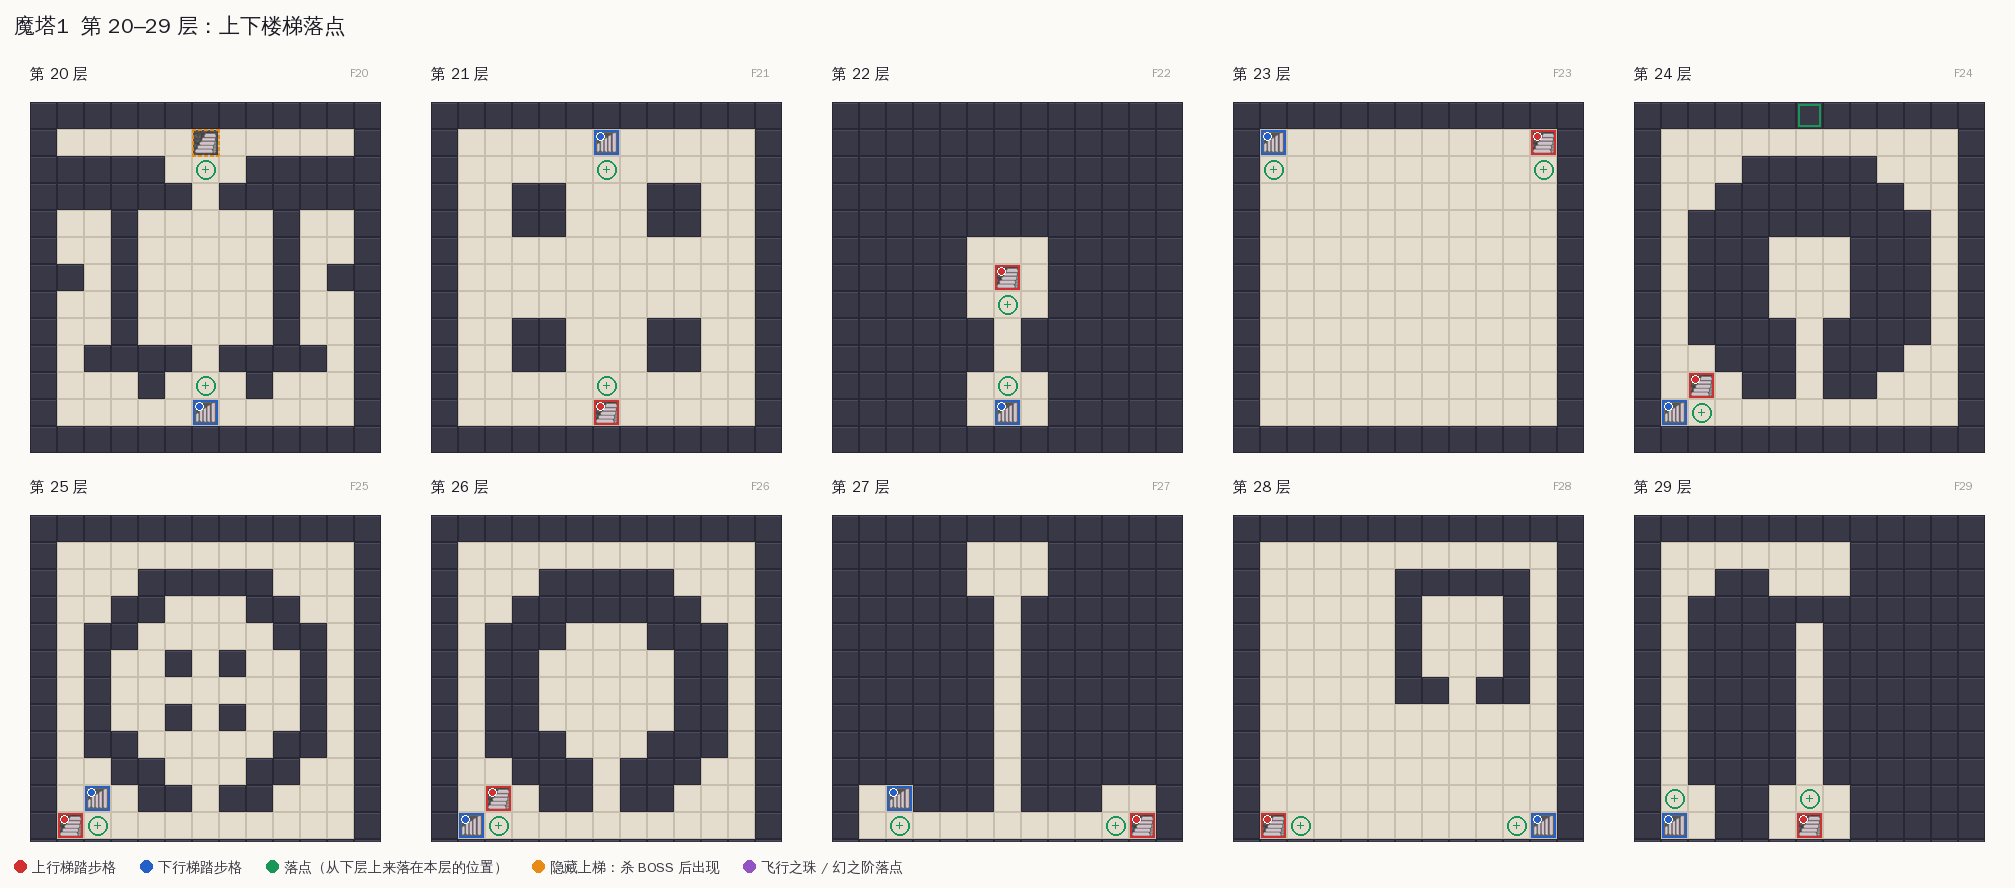 魔塔1 第 20–29 层：上下楼梯落点
第 20 层 F20
第 21 层 F21
第 22 层 F22
第 23 层 F23
第 24 层 F24
第 25 层 F25
第 26 层 F26
第 27 层 F27
第 28 层 F28
第 29 层 F29
上行梯踏步格 下行梯踏步格 落点（从下层上来落在本层的位置） 隐藏上梯：杀 BOSS 后出现 飞行之珠 / 幻之阶落点